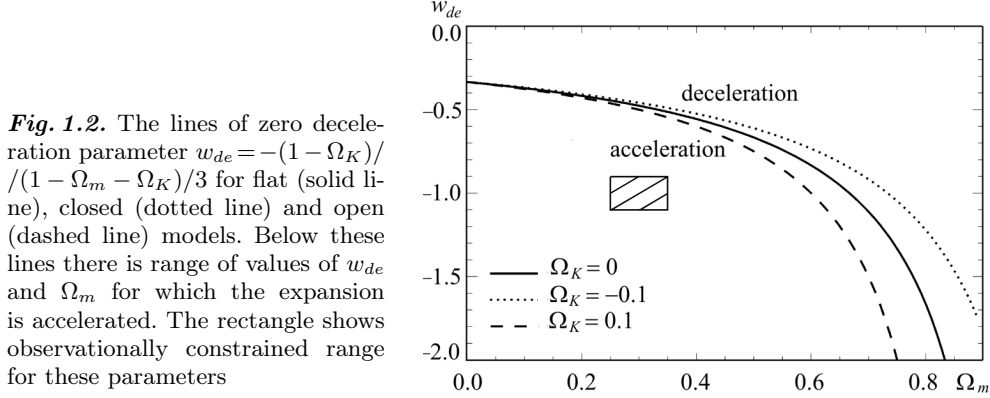 Fig. 1.2. The lines of zero decele-
ration parameter w_de = −(1 − Ω_K)/
/(1 − Ω_m − Ω_K)/3 for flat (solid li-
ne), closed (dotted line) and open
(dashed line) models. Below these
lines there is range of values of w_de
and Ω_m for which the expansion
is accelerated. The rectangle shows
observationally constrained range
for these parameters
w_de
0.0
−0.5
−1.0
−1.5
−2.0
deceleration
acceleration
Ω_K = 0
Ω_K = −0.1
Ω_K = 0.1
0.0 0.2 0.4 0.6 0.8 Ω_m